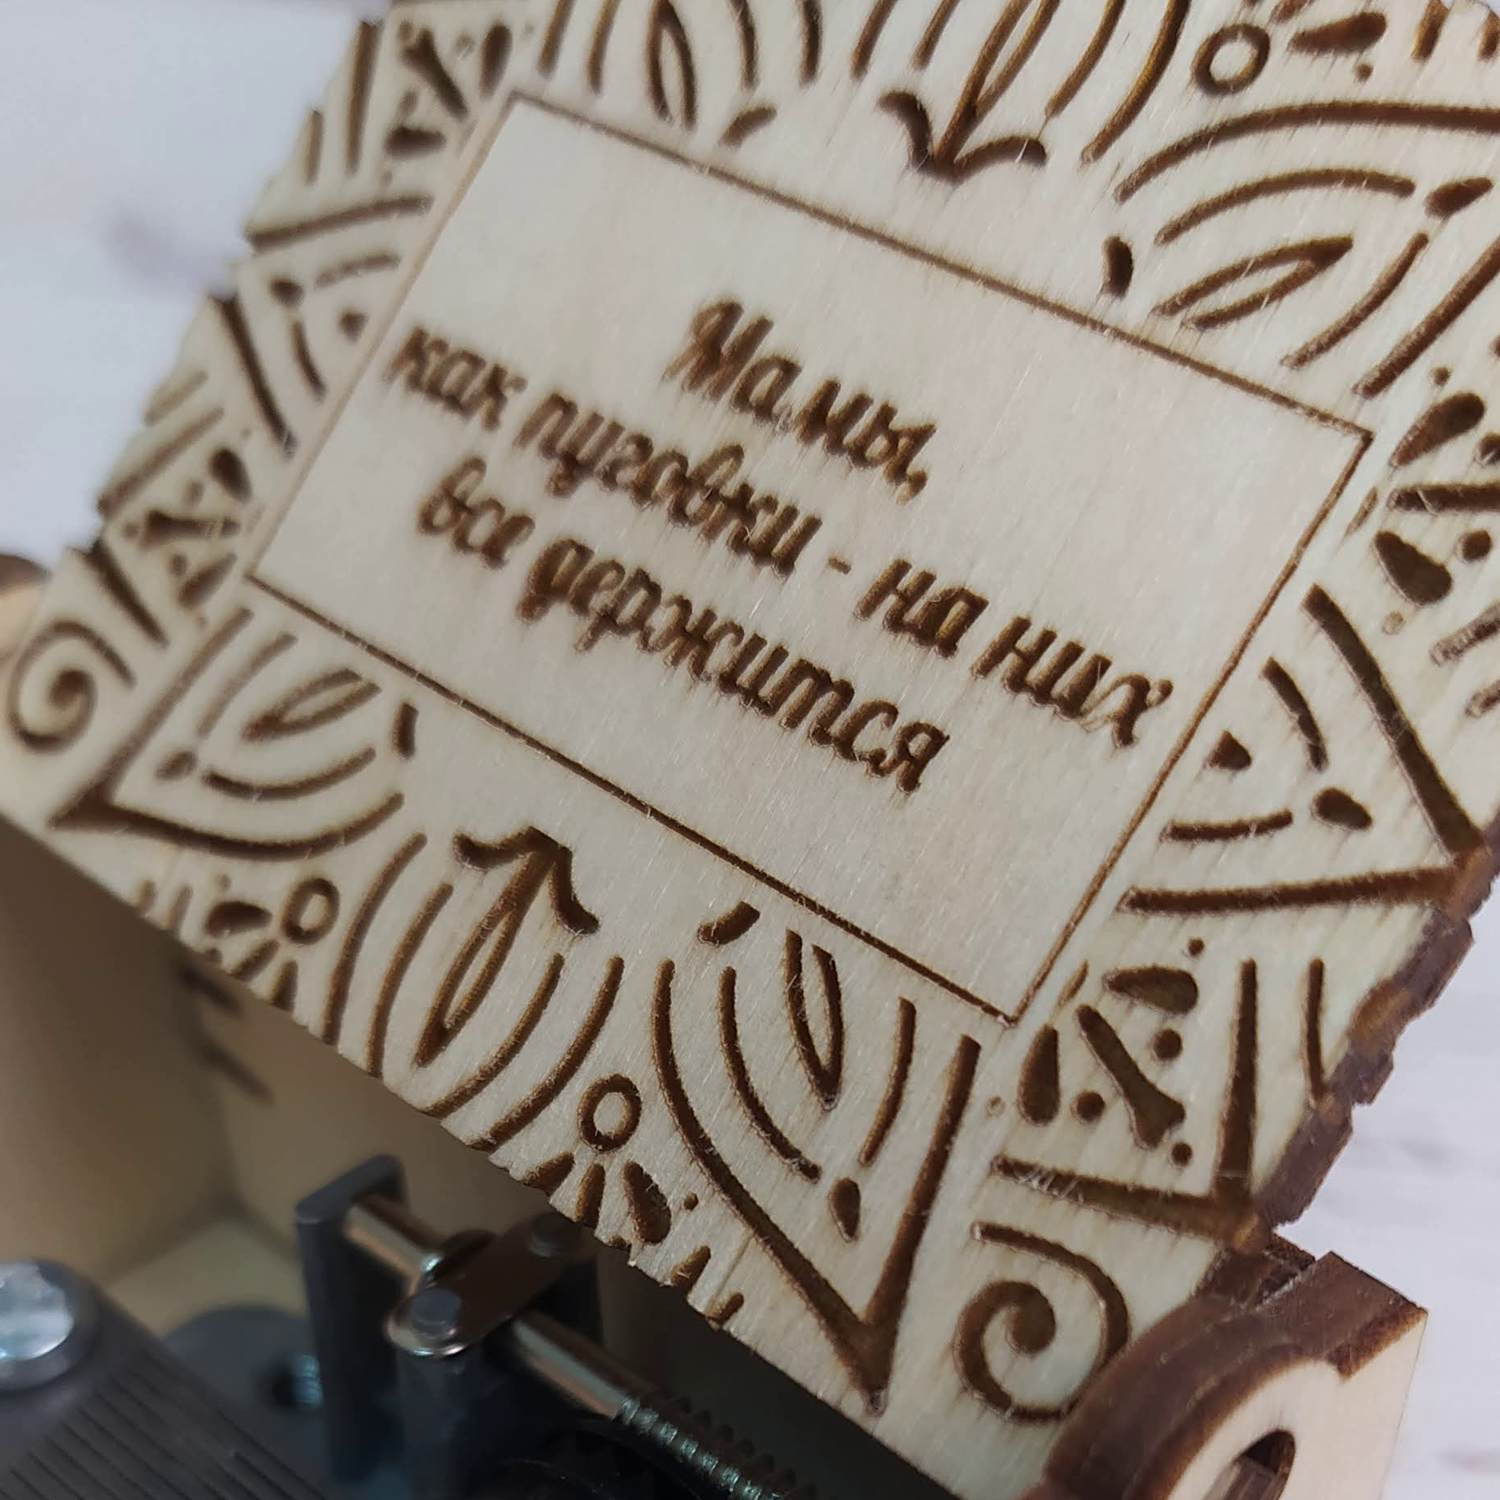 Мамы,
как пуговки - на них
все держится